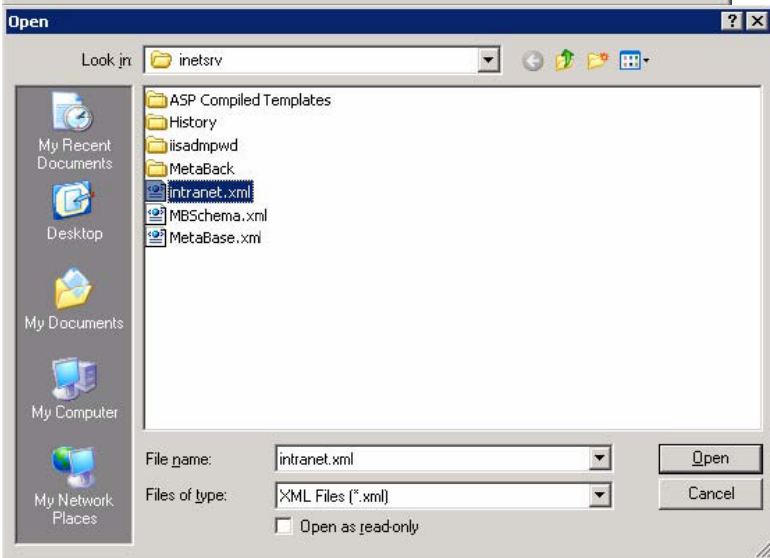 Open
Look in:
inetsrv
My Recent
Documents
Desktop
My Documents
My Computer
My Network
Places
ASP Compiled Templates
History
iisadmpwd
MetaBack
intranet.xml
MBSchema.xml
MetaBase.xml
File name:
intranet.xml
Open
Files of type:
XML Files (*.xml)
Cancel
Open as read-only